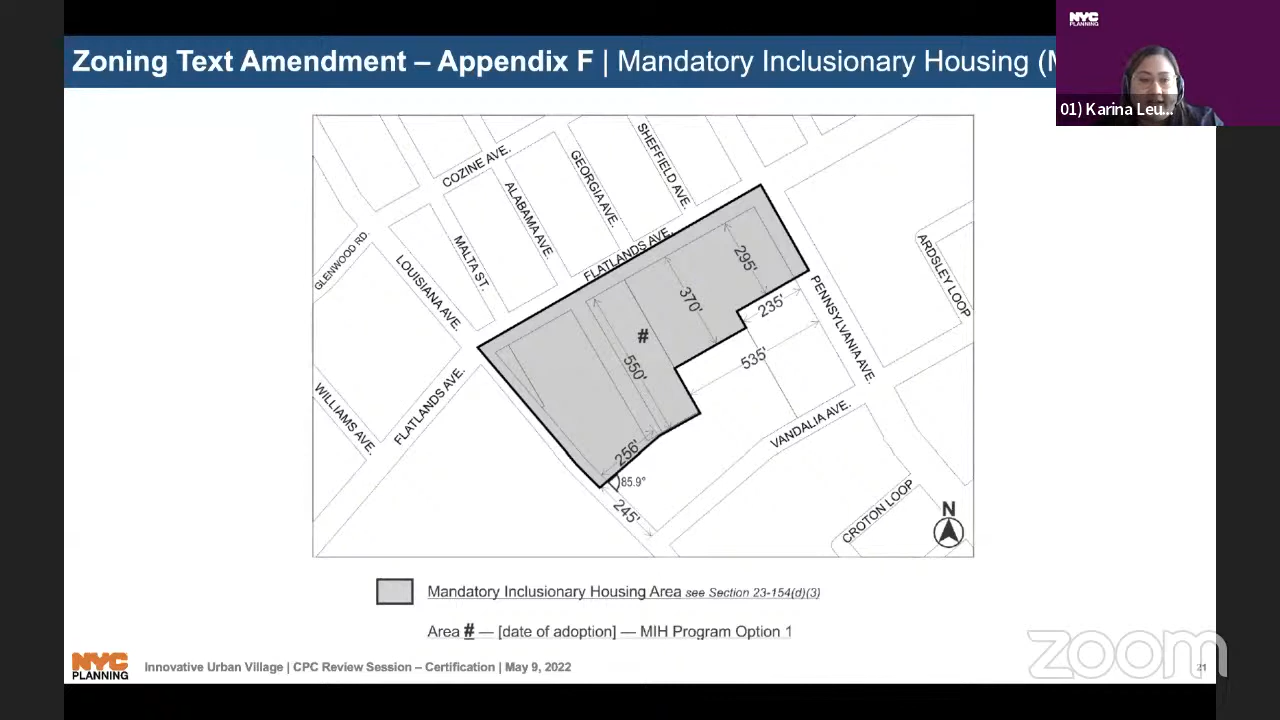 Zoning Text Amendment – Appendix F | Mandatory Inclusionary Housing (M
NYC
PLANNING
01) Karina Leu...
COZINE AVE.
GEORGIA AVE.
SHEFFIELD AVE.
ALABAMA AVE.
MALTA ST.
GLENWOOD RD.
LOUISIANA AVE.
FLATLANDS AVE.
ARDSLEY LOOP
PENNSYLVANIA AVE.
295'
370'
235'
#
550'
535'
WILLIAMS AVE.
FLATLANDS AVE.
VANDALIA AVE.
256'
85.9°
245'
CROTON LOOP
N
Mandatory Inclusionary Housing Area see Section 23-154(d)(3)
Area # — [date of adoption] — MIH Program Option 1
NYC
PLANNING
Innovative Urban Village | CPC Review Session – Certification | May 9, 2022
zoom
21